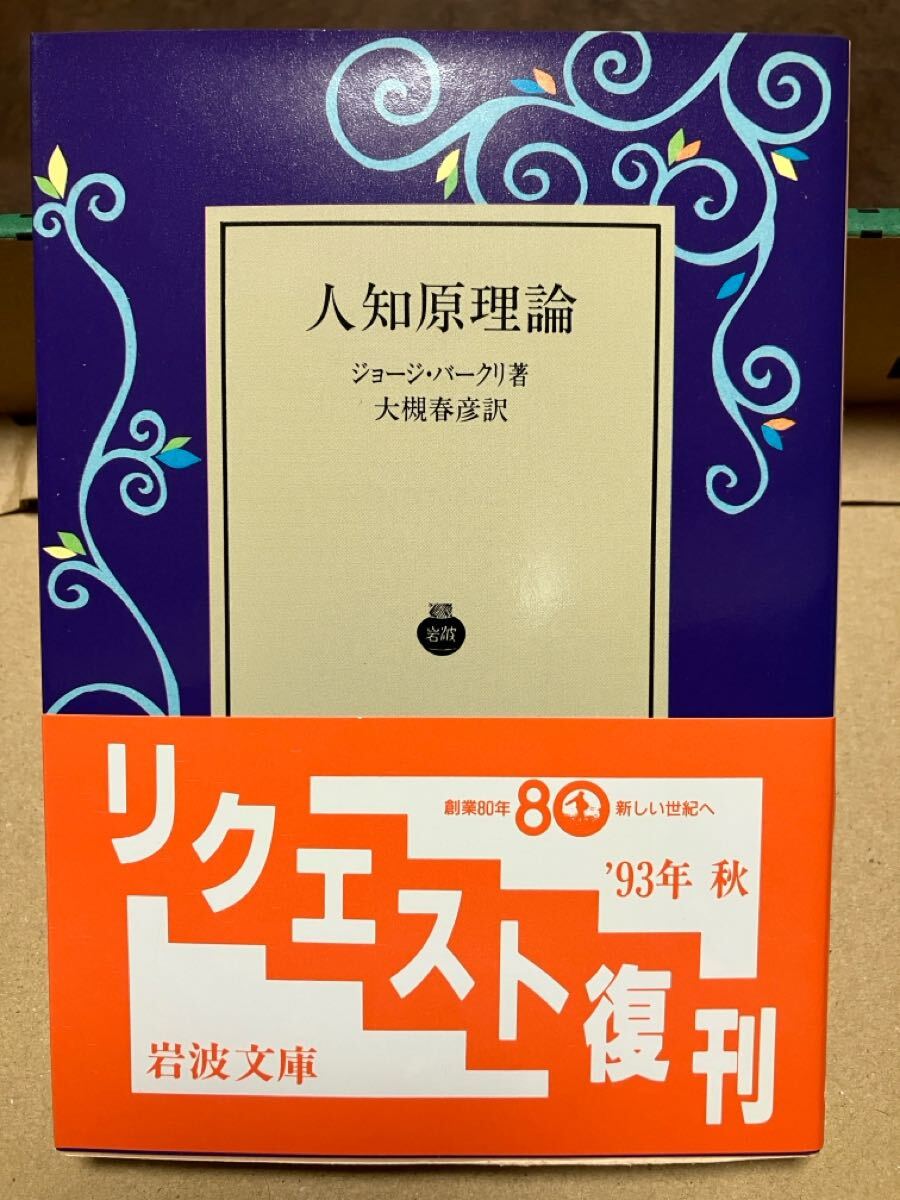 人知原理論
ジョージ・バークリ著
大槻春彦訳
岩波
創業80年 80 新しい世紀へ
'93年 秋
リクエスト復刊
岩波文庫